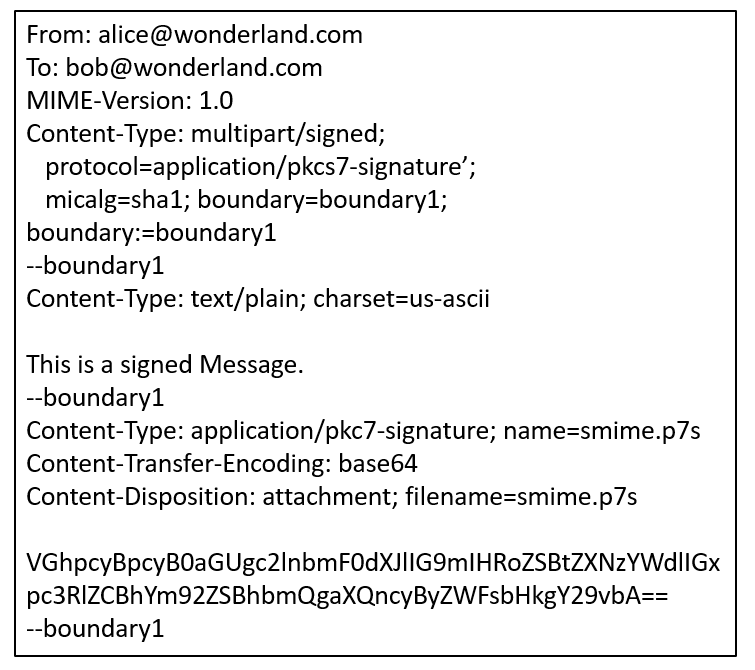 From: alice@wonderland.com
To: bob@wonderland.com
MIME-Version: 1.0
Content-Type: multipart/signed;
protocol=application/pkcs7-signature’;
micalg=sha1; boundary=boundary1;
boundary:=boundary1
--boundary1
Content-Type: text/plain; charset=us-ascii
This is a signed Message.
--boundary1
Content-Type: application/pkc7-signature; name=smime.p7s
Content-Transfer-Encoding: base64
Content-Disposition: attachment; filename=smime.p7s
VGhpcyBpcyB0aGUgc2lnbmF0dXJlIG9mIHRoZSBtZXNzYWdlIGx
pc3RlZCBhYm92ZSBhbmQgaXQncyByZWFsbHkgY29vbA==
--boundary1